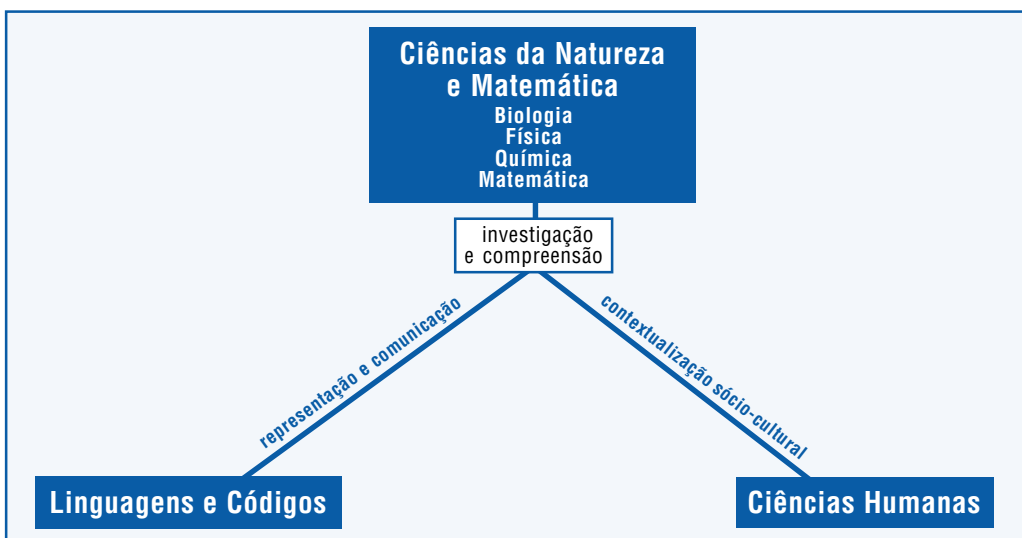 Ciências da Natureza
e Matemática
Biologia
Física
Química
Matemática
investigação
e compreensão
representação e comunicação
contextualização sócio-cultural
Linguagens e Códigos
Ciências Humanas